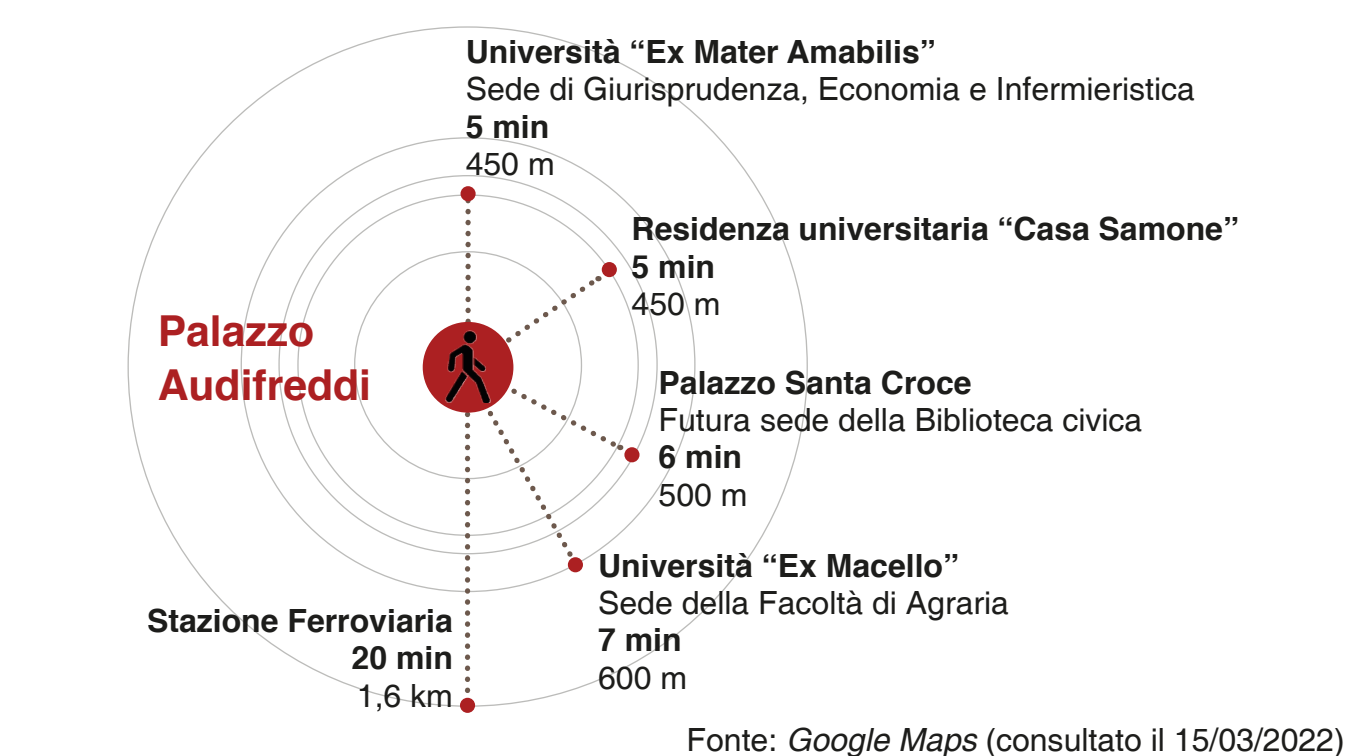 Università “Ex Mater Amabilis”
Sede di Giurisprudenza, Economia e Infermieristica
5 min
450 m
Residenza universitaria “Casa Samone”
5 min
450 m
Palazzo
Audifreddi
Palazzo Santa Croce
Futura sede della Biblioteca civica
6 min
500 m
Università “Ex Macello”
Sede della Facoltà di Agraria
7 min
600 m
Stazione Ferroviaria
20 min
1,6 km
Fonte: Google Maps (consultato il 15/03/2022)